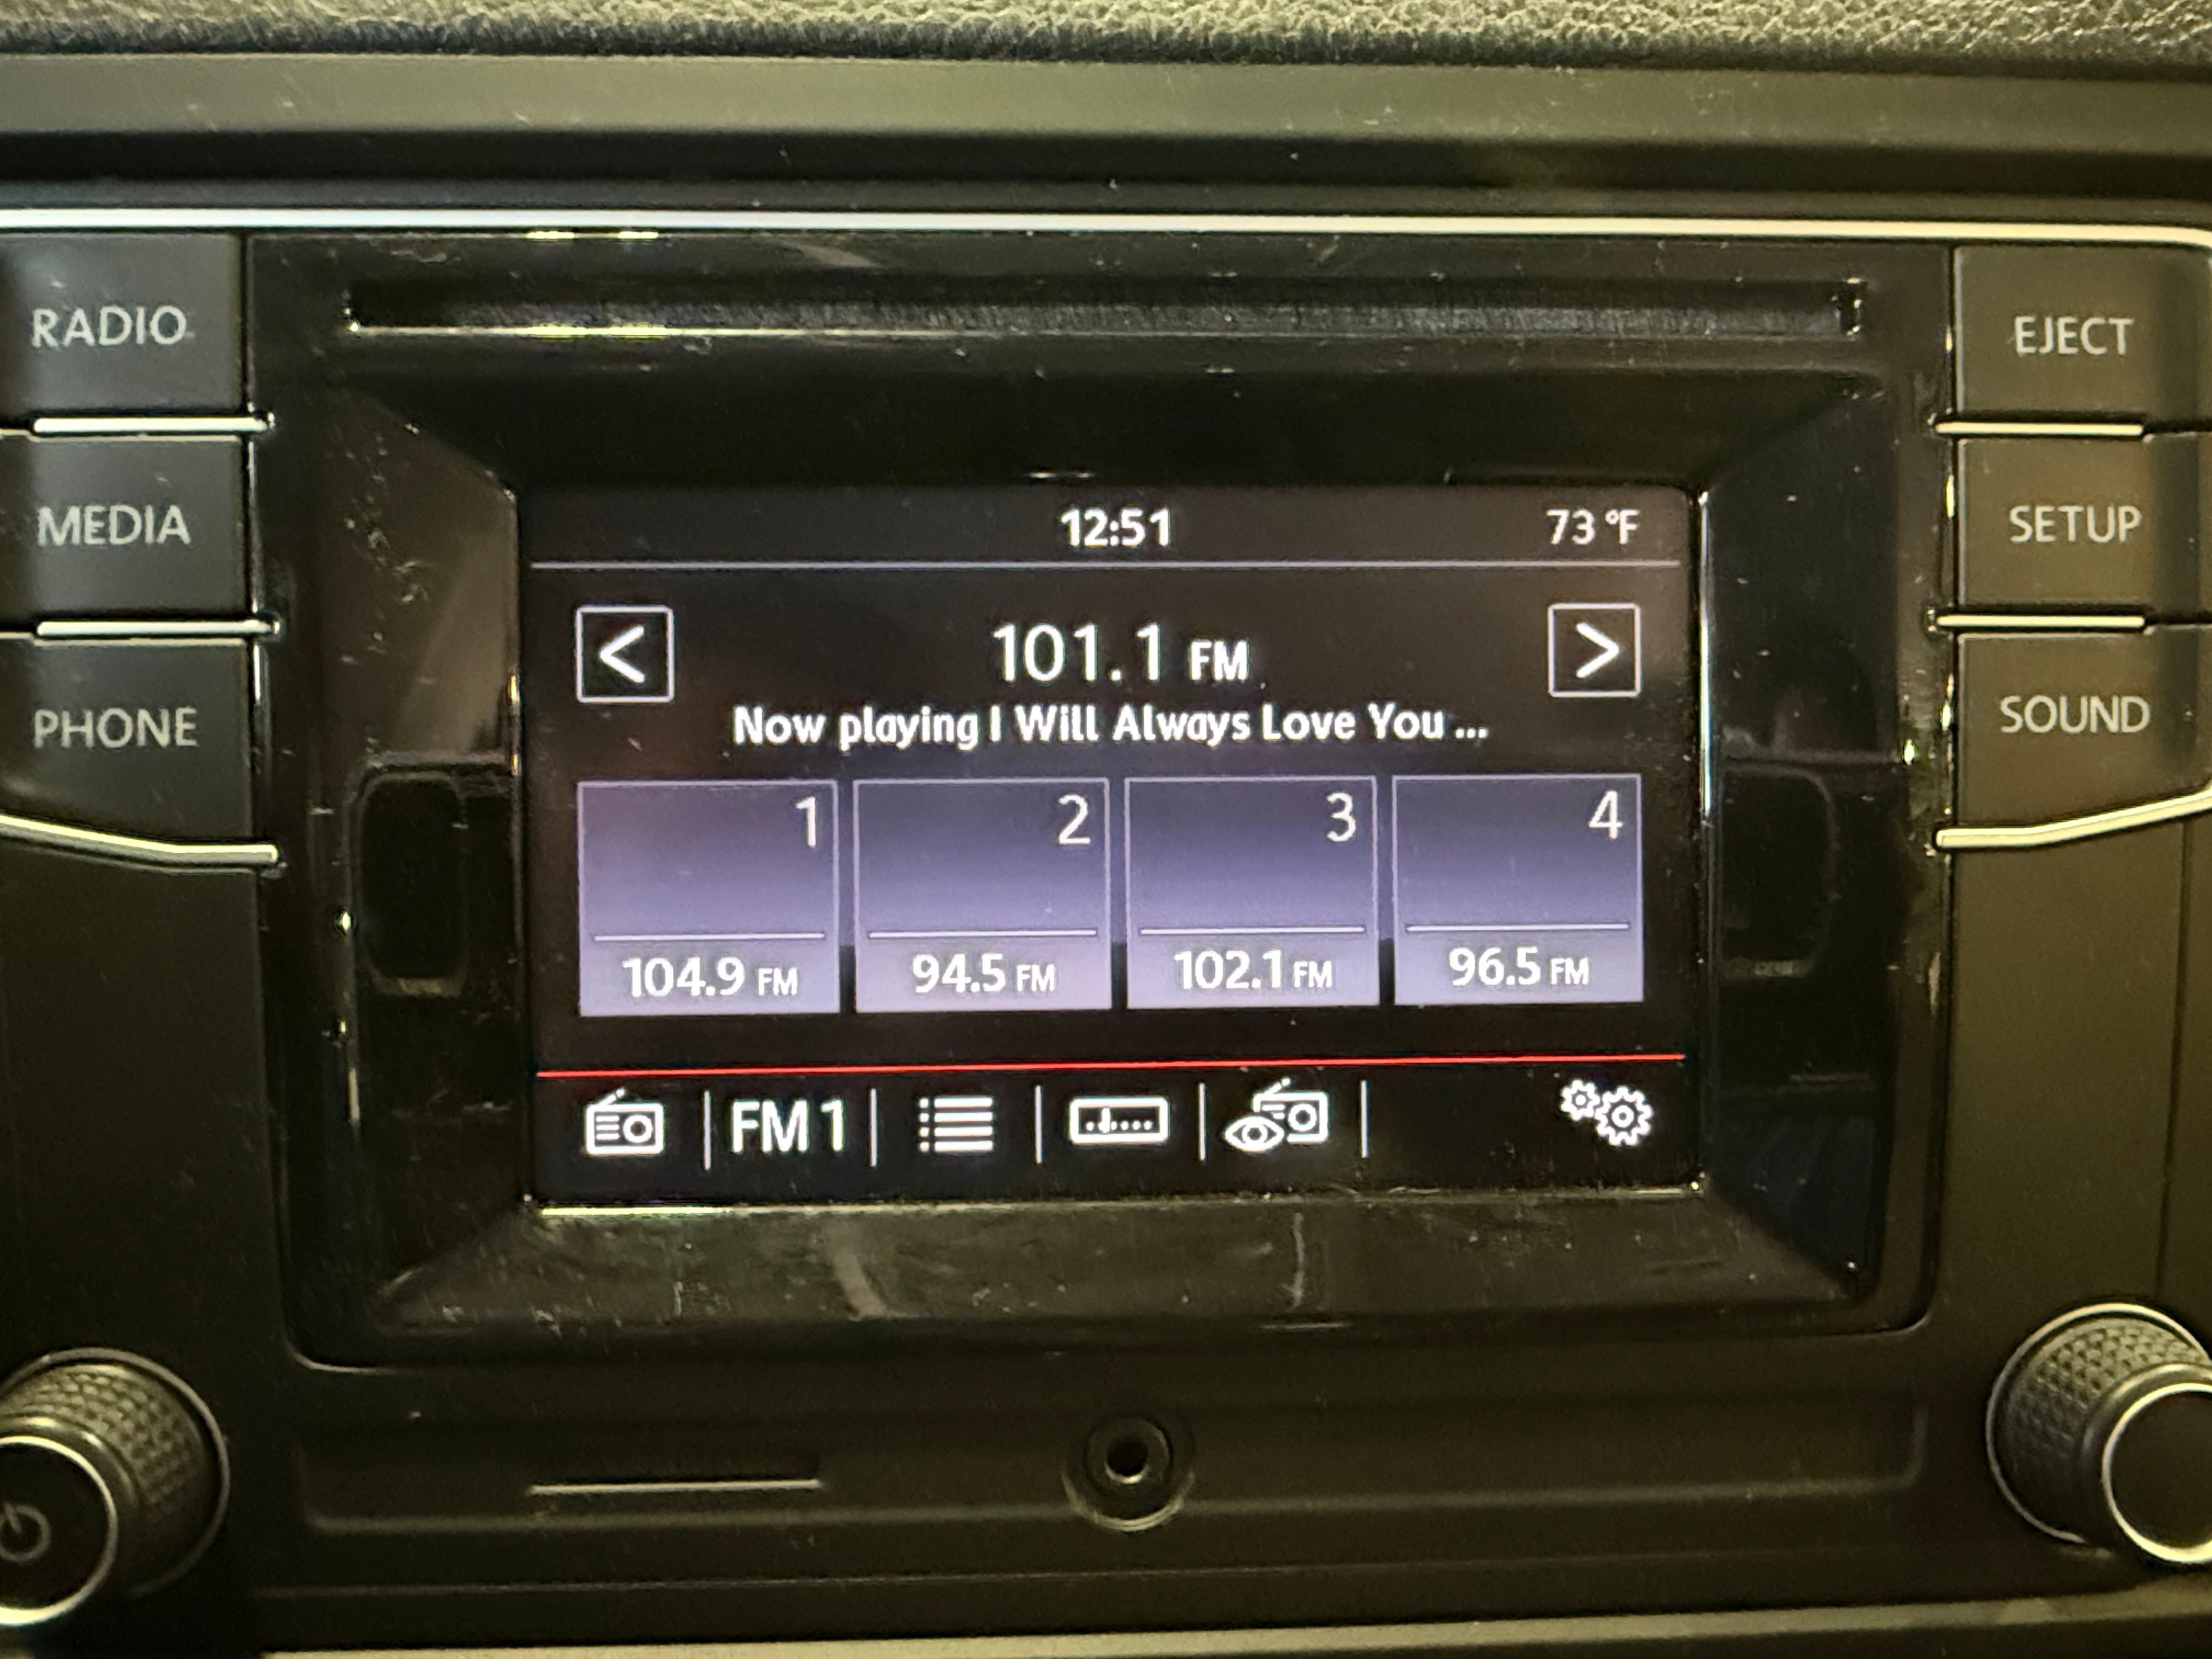 RADIO
MEDIA
PHONE
EJECT
SETUP
SOUND
12:51
73 °F
<
101.1 FM
>
Now playing I Will Always Love You ...
1
2
3
4
104.9 FM
94.5 FM
102.1 FM
96.5 FM
FM 1